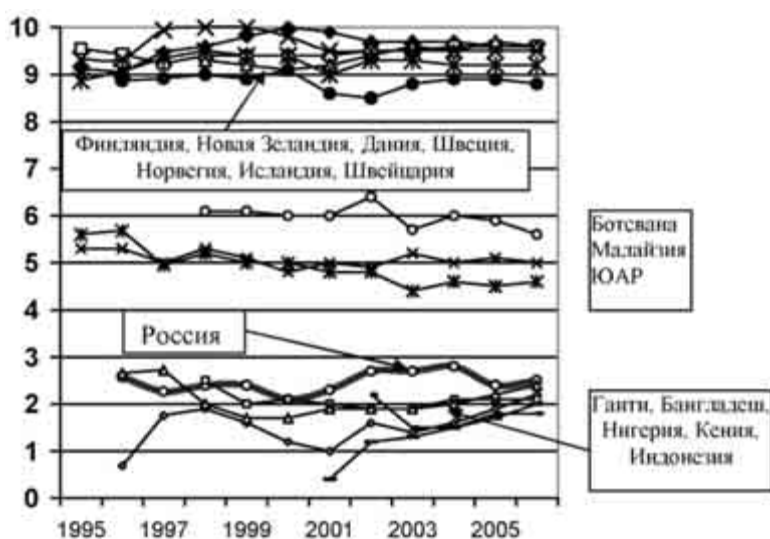 10
9
8
7
6
5
4
3
2
1
0
Финляндия, Новая Зеландия, Дания, Швеция,
Норвегия, Исландия, Швейцария
Ботсвана
Малайзия
ЮАР
Россия
Гаити, Бангладеш,
Нигерия, Кения,
Индонезия
1995 1997 1999 2001 2003 2005